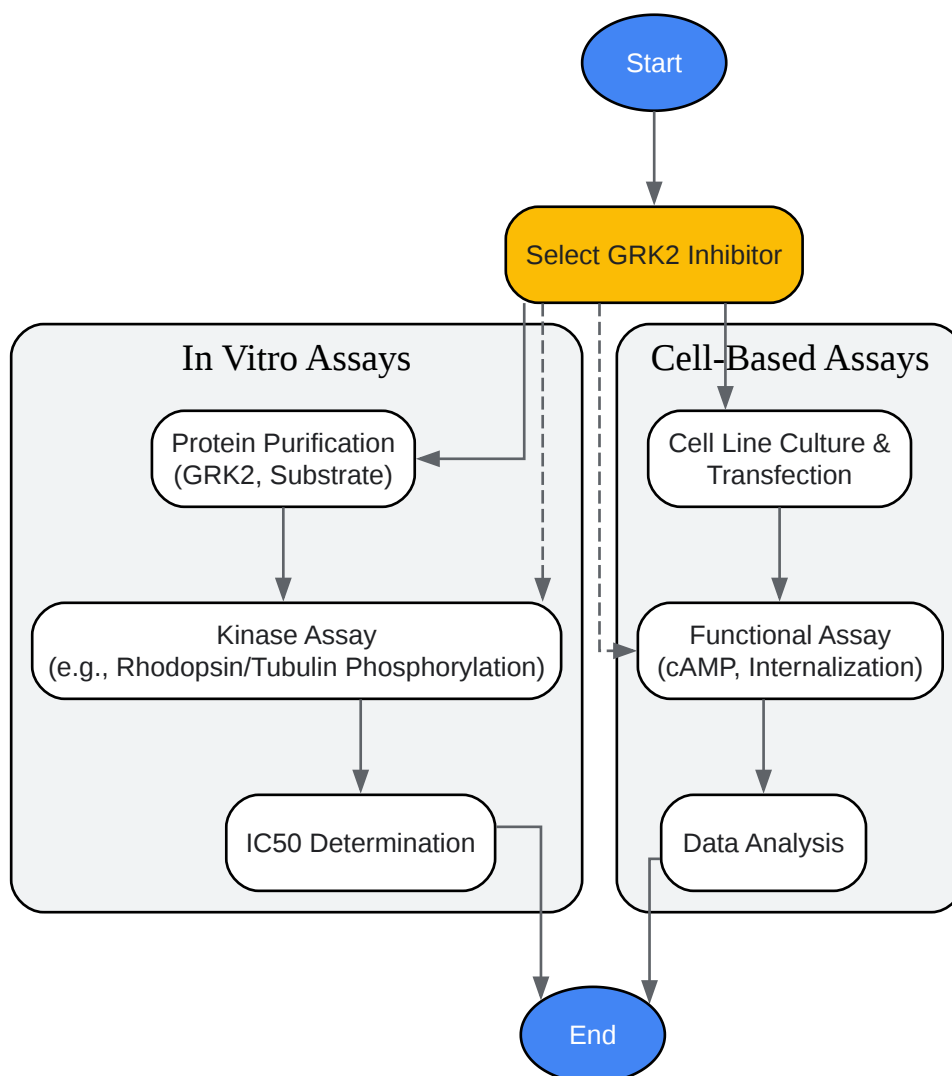 Start
Select GRK2 Inhibitor
In Vitro Assays
Protein Purification
(GRK2, Substrate)
Kinase Assay
(e.g., Rhodopsin/Tubulin Phosphorylation)
IC50 Determination
Cell-Based Assays
Cell Line Culture &
Transfection
Functional Assay
(cAMP, Internalization)
Data Analysis
End